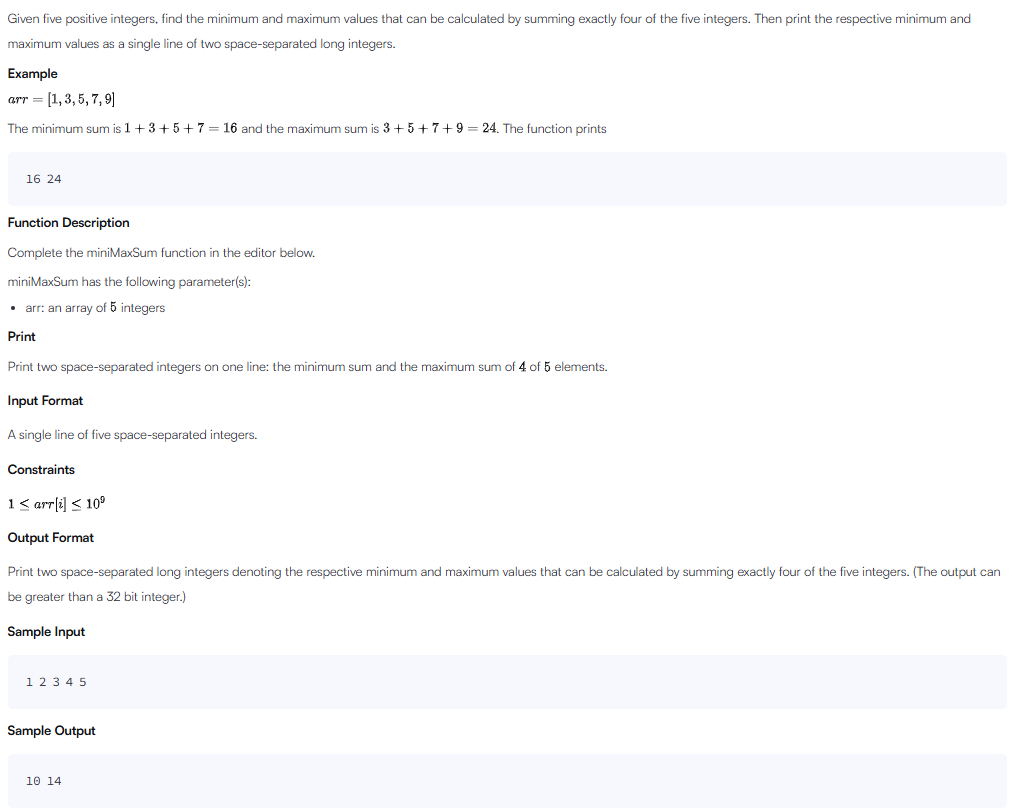 Given five positive integers, find the minimum and maximum values that can be calculated by summing exactly four of the five integers. Then print the respective minimum and
maximum values as a single line of two space-separated long integers.
Example
arr = [1, 3, 5, 7, 9]
The minimum sum is 1 + 3 + 5 + 7 = 16 and the maximum sum is 3 + 5 + 7 + 9 = 24. The function prints
16 24
Function Description
Complete the miniMaxSum function in the editor below.
miniMaxSum has the following parameter(s):
• arr: an array of 5 integers
Print
Print two space-separated integers on one line: the minimum sum and the maximum sum of 4 of 5 elements.
Input Format
A single line of five space-separated integers.
Constraints
1 ≤ arr[i] ≤ 10⁹
Output Format
Print two space-separated long integers denoting the respective minimum and maximum values that can be calculated by summing exactly four of the five integers. (The output can
be greater than a 32 bit integer.)
Sample Input
1 2 3 4 5
Sample Output
10 14